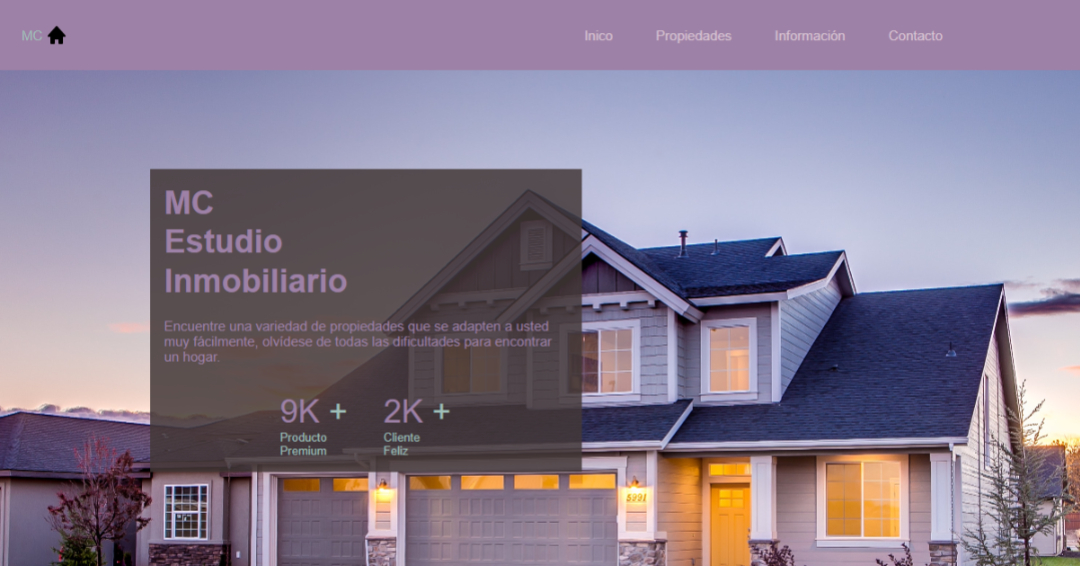 MC
Inico Propiedades Información Contacto
MC
Estudio
Inmobiliario
Encuentre una variedad de propiedades que se adapten a usted
muy fácilmente, olvídese de todas las dificultades para encontrar
un hogar.
9K + 2K +
Producto Cliente
Premium Feliz
5991